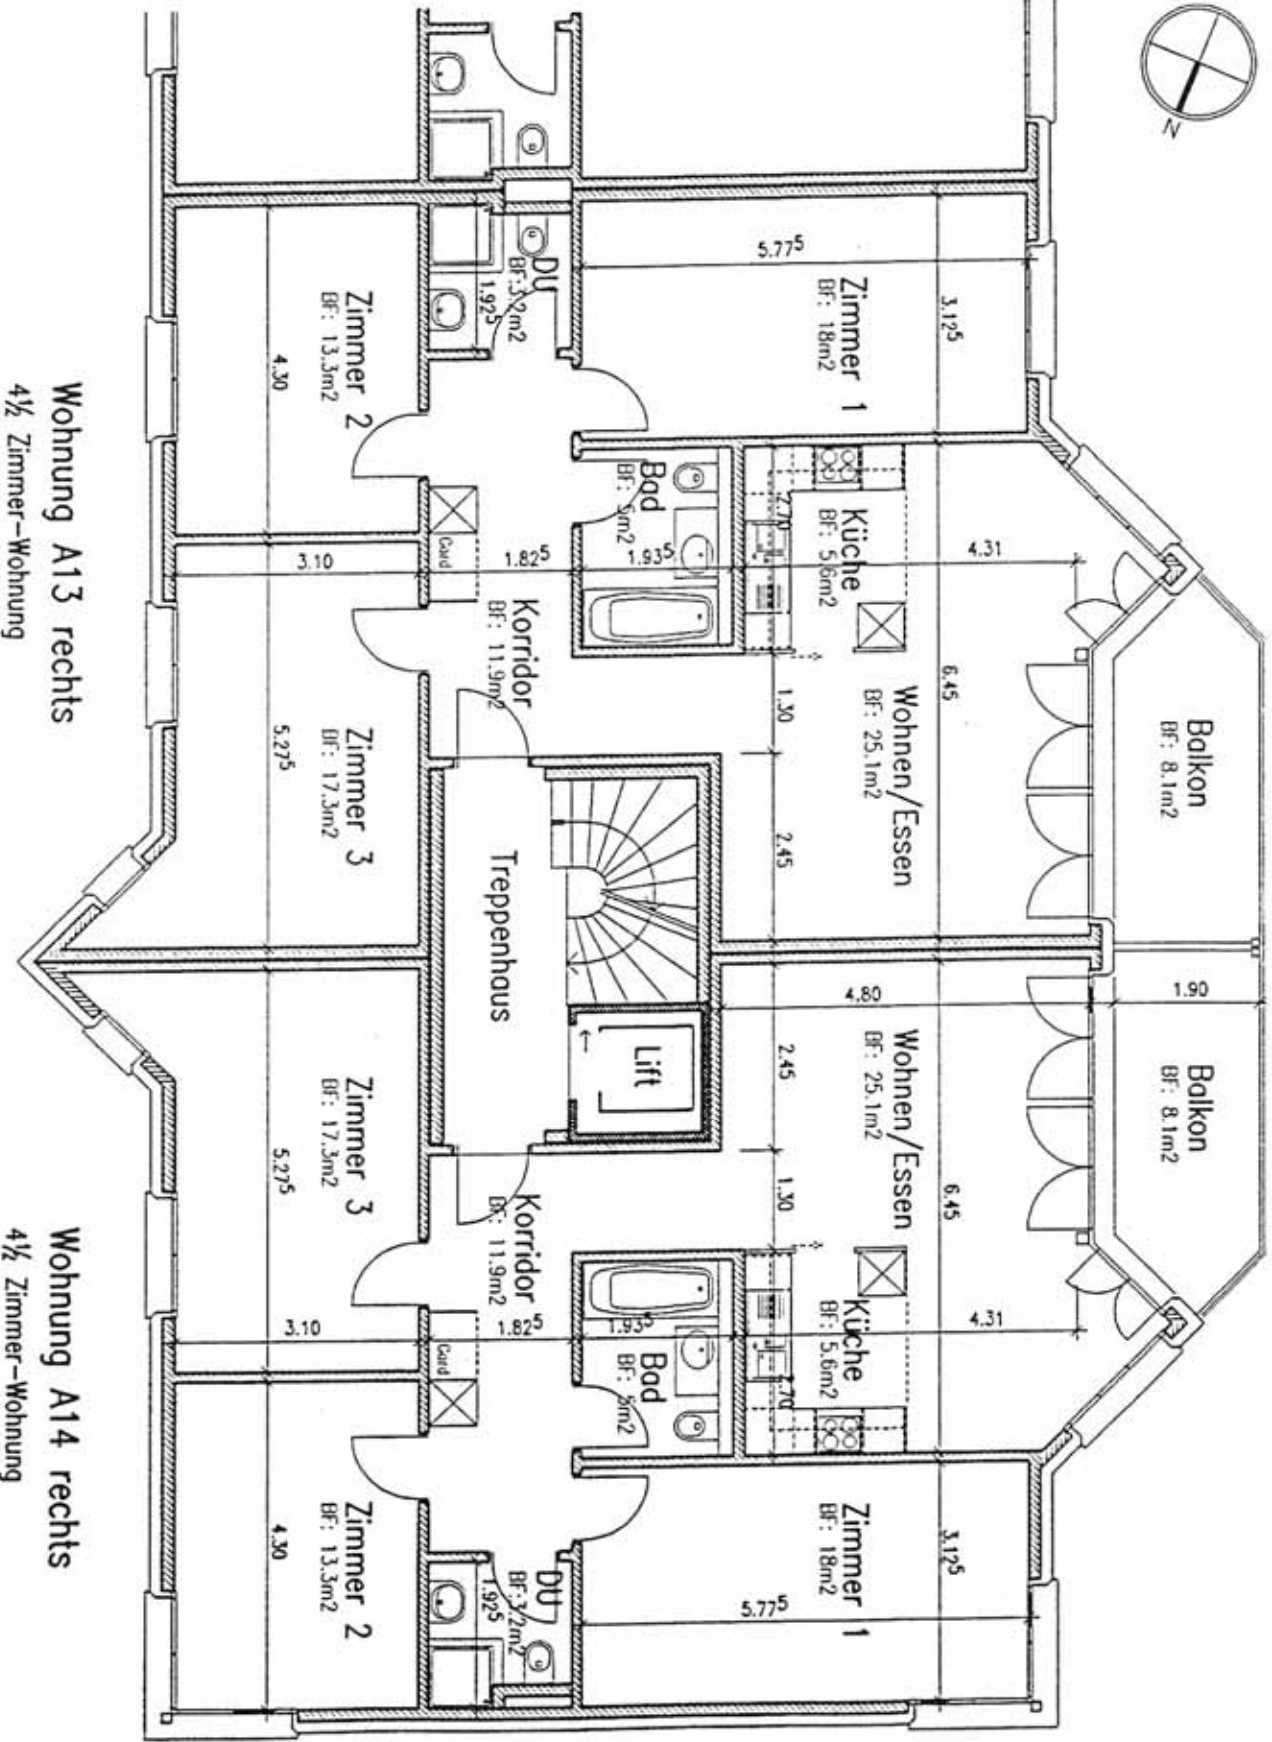 N
Zimmer 1
BF: 18m2
5.77⁵
3.12⁵
DU
BF:3.2m2
1.92⁵
Zimmer 2
BF: 13.3m2
4.30
Bad
BF: 5m2
1.93⁵
Küche
BF: 5.6m2
2.70
4.31
Gard
1.82⁵
3.10
Korridor
BF: 11.9m2
Wohnen/Essen
BF: 25.1m2
6.45
1.30
2.45
Balkon
BF: 8.1m2
Zimmer 3
BF: 17.3m2
5.27⁵
Treppenhaus
Lift
Wohnung A13 rechts
4½ Zimmer–Wohnung
4.80
1.90
Balkon
BF: 8.1m2
Wohnen/Essen
BF: 25.1m2
2.45
6.45
1.30
Zimmer 3
BF: 17.3m2
5.27⁵
Korridor
BF: 11.9m2
3.10
1.82⁵
1.93⁵
4.31
Gard
Küche
BF: 5.6m2
2.70
Bad
BF: 5m2
Zimmer 1
BF: 18m2
3.12⁵
5.77⁵
DU
BF:3.2m2
1.92⁵
Zimmer 2
BF: 13.3m2
4.30
Wohnung A14 rechts
4½ Zimmer–Wohnung